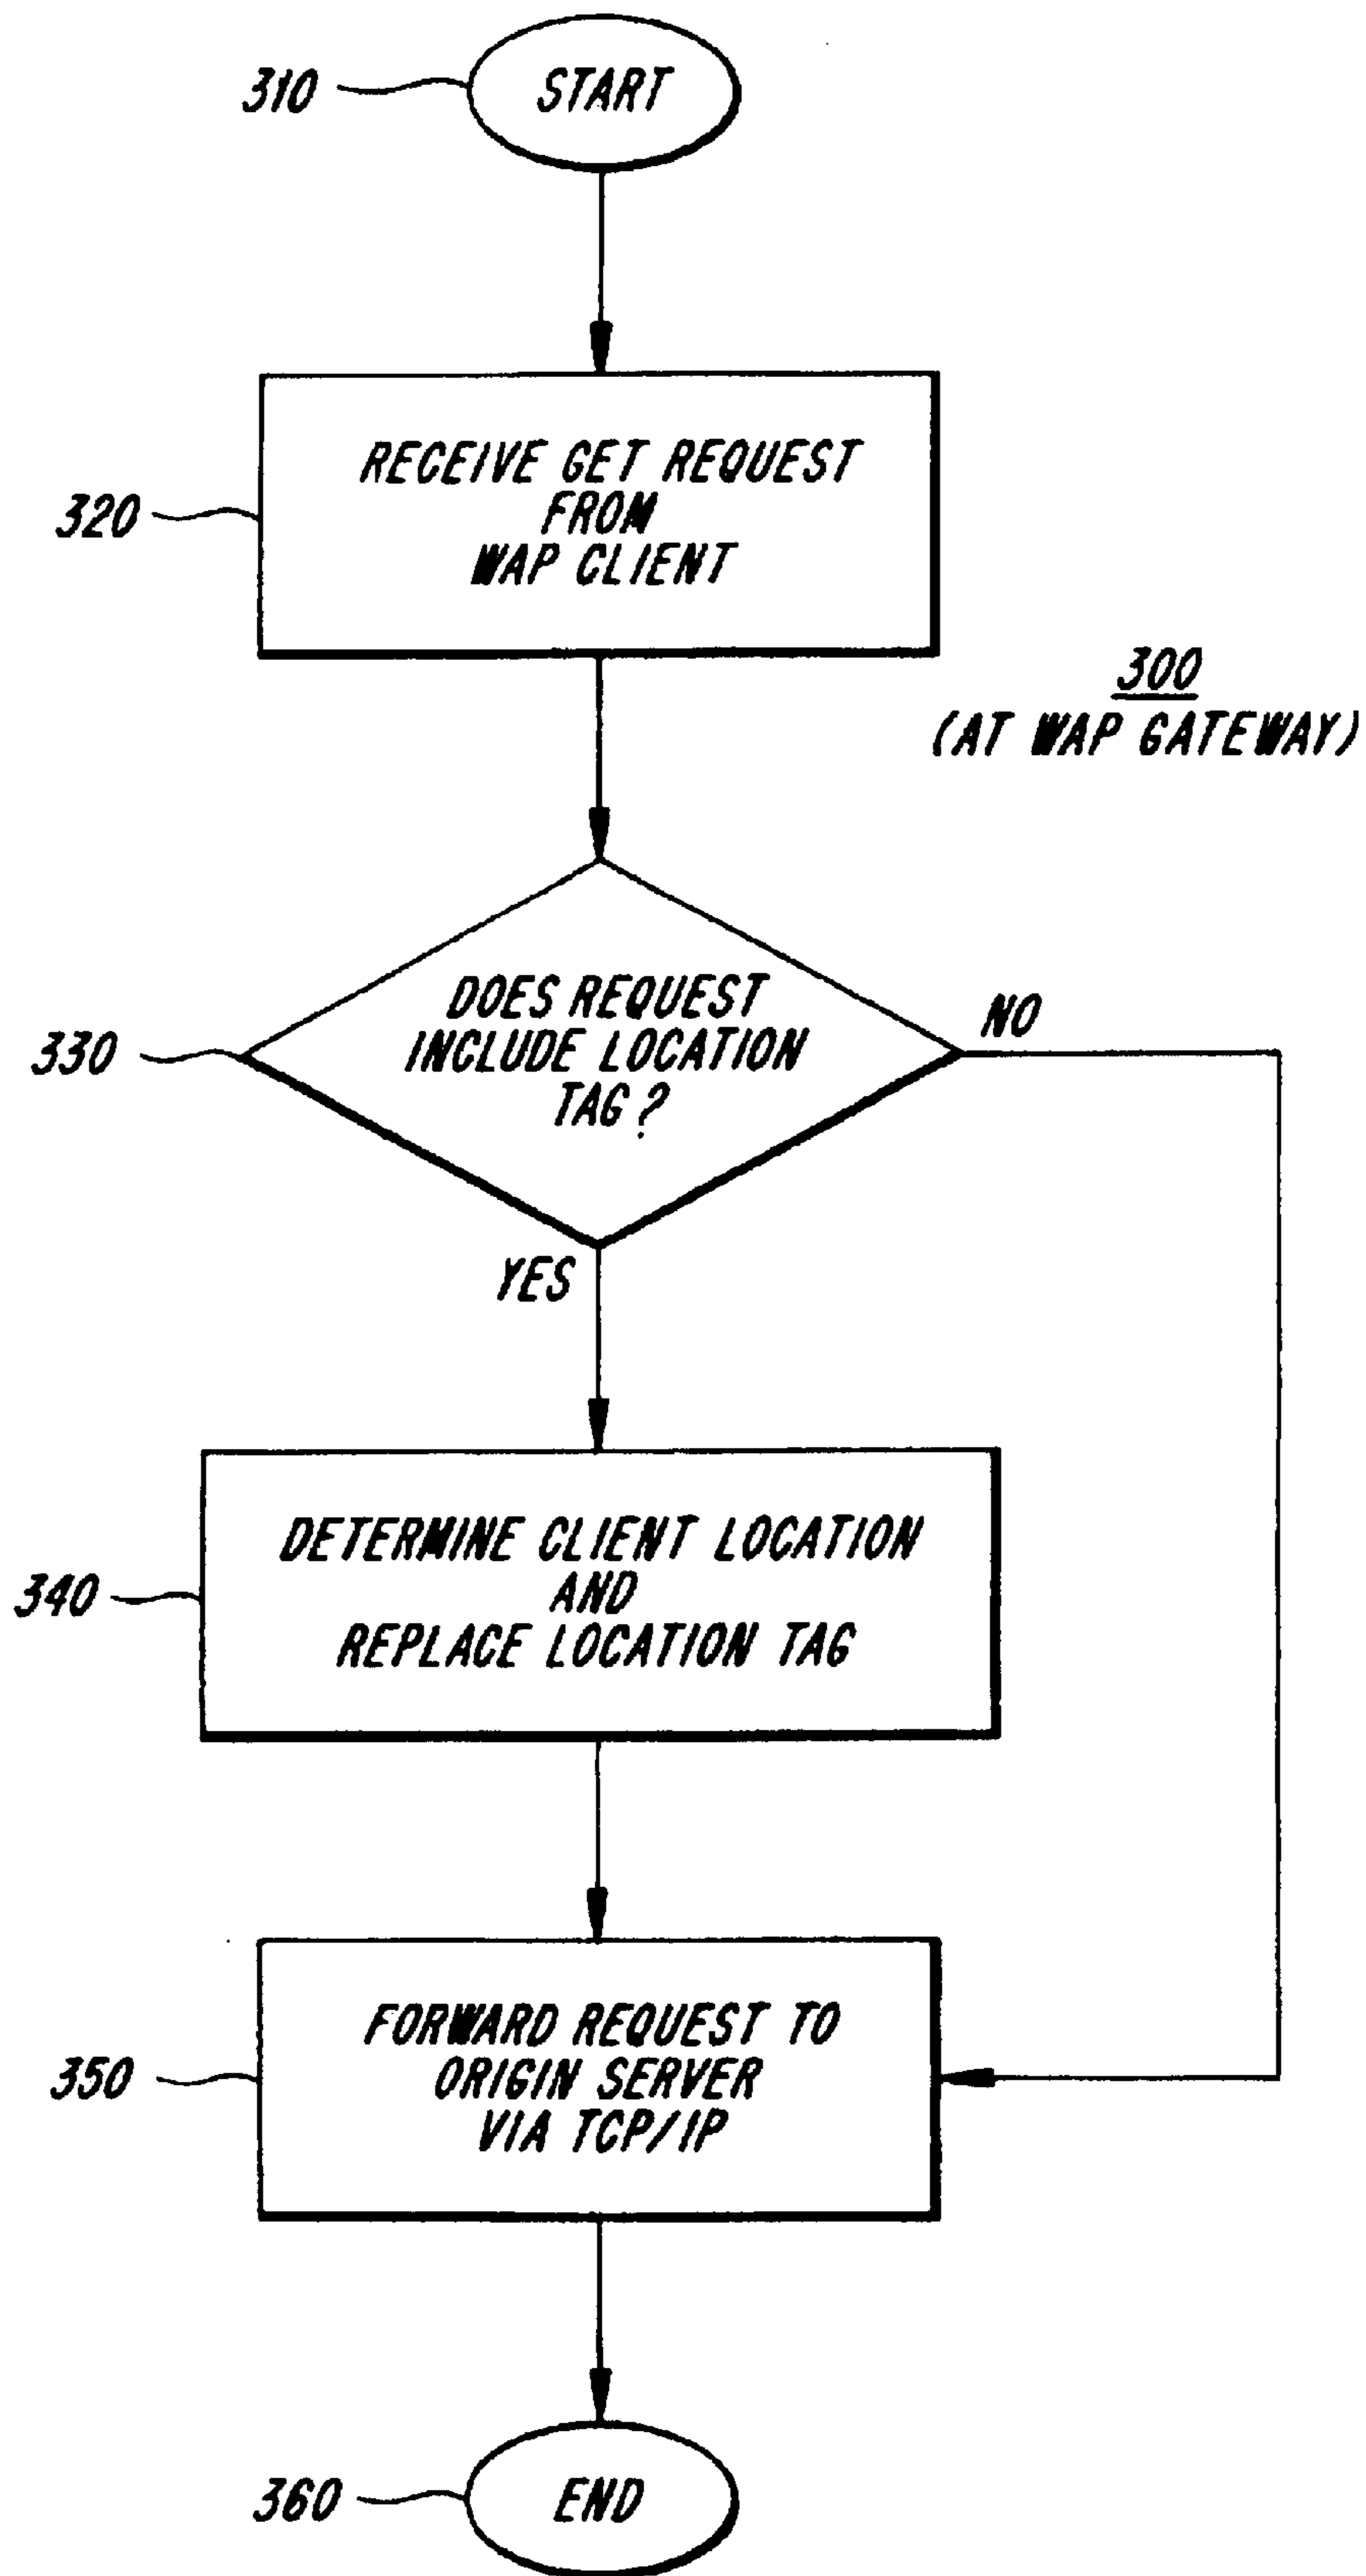 310
START
320
RECEIVE GET REQUEST
FROM
WAP CLIENT
300
(AT WAP GATEWAY)
330
DOES REQUEST
INCLUDE LOCATION
TAG?
NO
YES
340
DETERMINE CLIENT LOCATION
AND
REPLACE LOCATION TAG
350
FORWARD REQUEST TO
ORIGIN SERVER
VIA TCP/IP
360
END